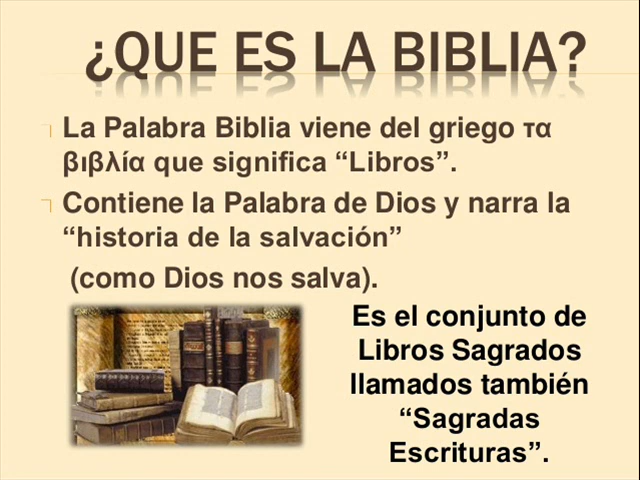 ¿QUE ES LA BIBLIA?
La Palabra Biblia viene del griego τα
βιβλία que significa “Libros”.
Contiene la Palabra de Dios y narra la
“historia de la salvación”
(como Dios nos salva).
Es el conjunto de
Libros Sagrados
llamados también
“Sagradas
Escrituras”.